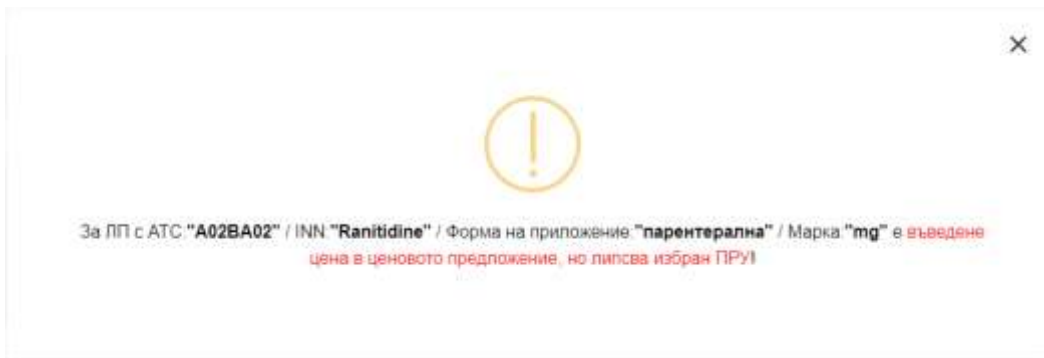 За ЛП с АТС:"A02BA02" / INN:"Ranitidine" / Форма на приложение:"парентерална" / Марка:"mg" е въведене
цена в ценовото предложение, но липсва избран ПРУ!